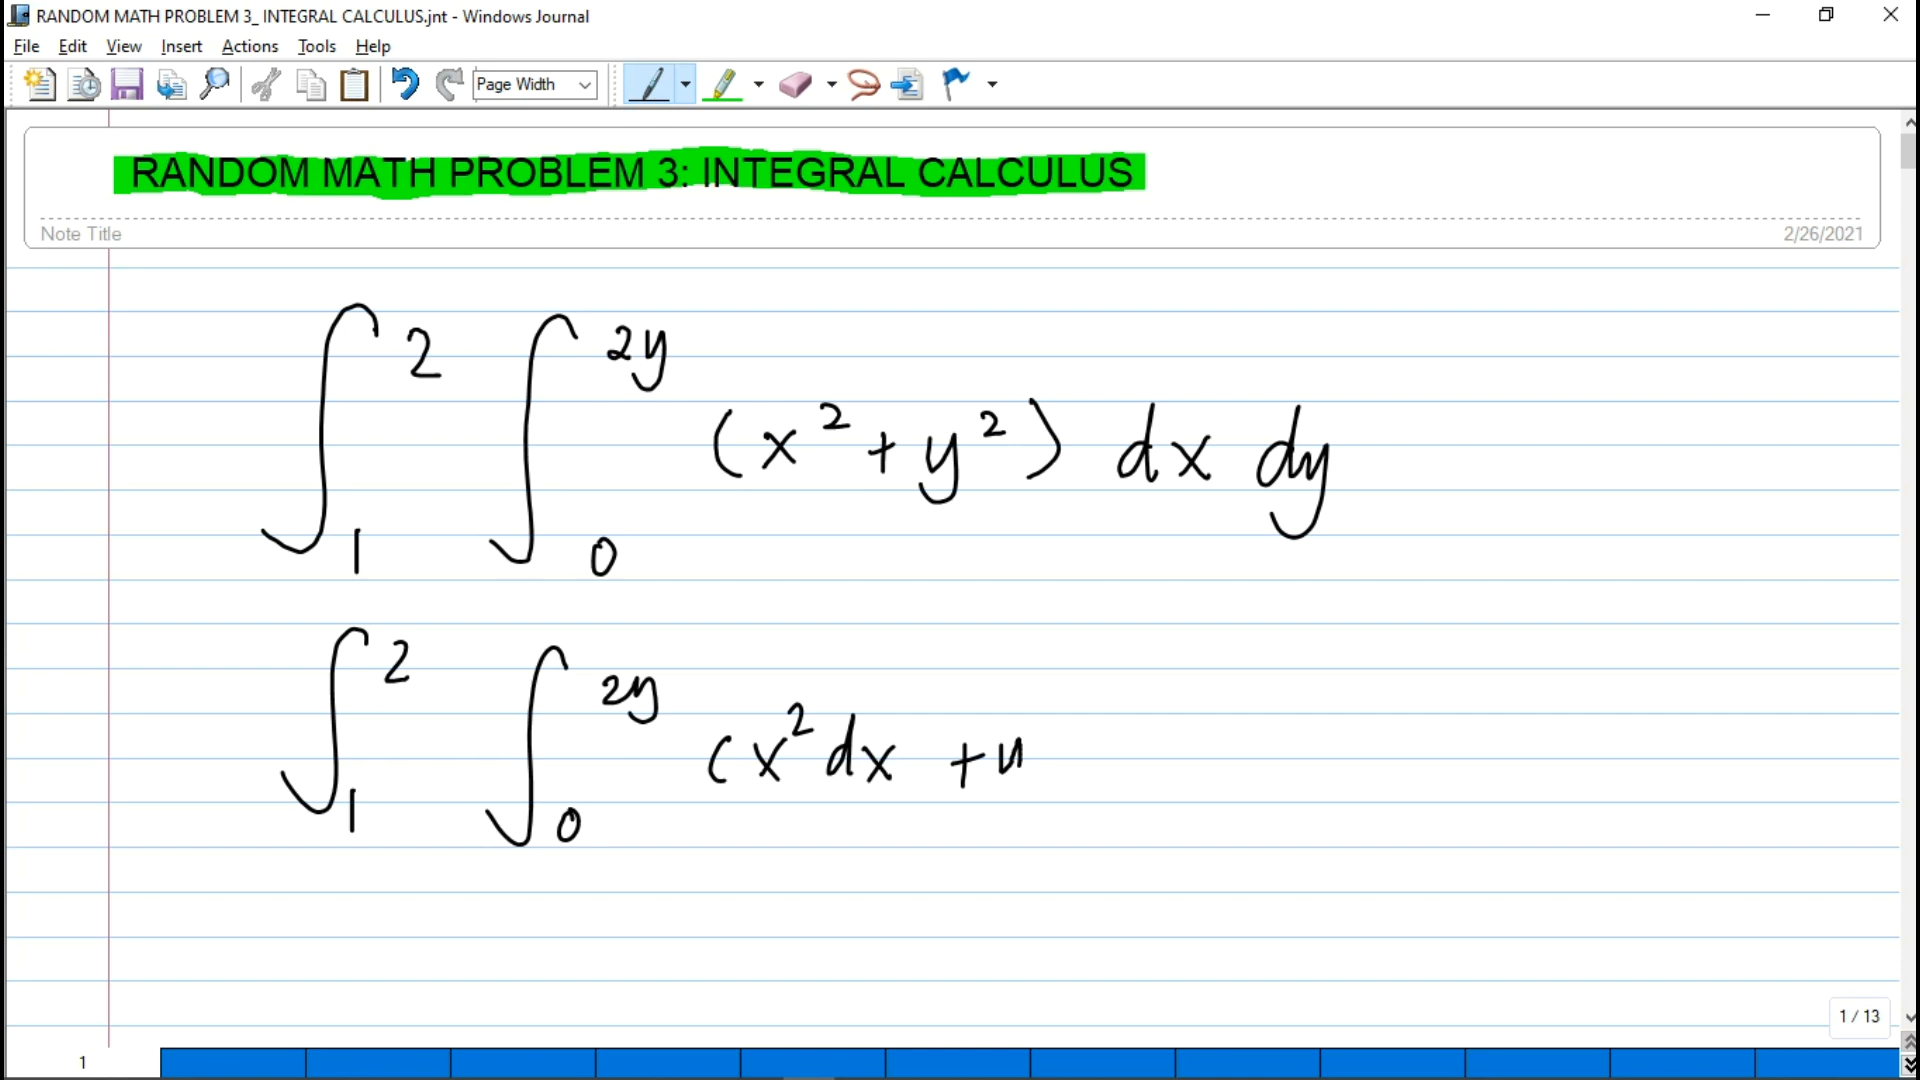 RANDOM MATH PROBLEM 3_ INTEGRAL CALCULUS.jnt - Windows Journal
File Edit View Insert Actions Tools Help
Page Width
RANDOM MATH PROBLEM 3: INTEGRAL CALCULUS
Note Title 2/26/2021
∫₁² ∫₀²ʸ (x² + y²) dx dy
∫₁² ∫₀²ʸ (x² dx +
1 / 13
1